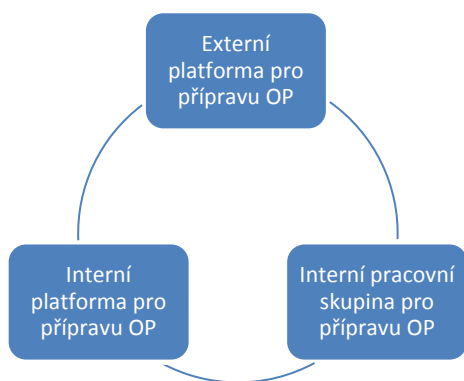 Externí
platforma pro
přípravu OP
Interní
platforma pro
přípravu OP
Interní pracovní
skupina pro
přípravu OP